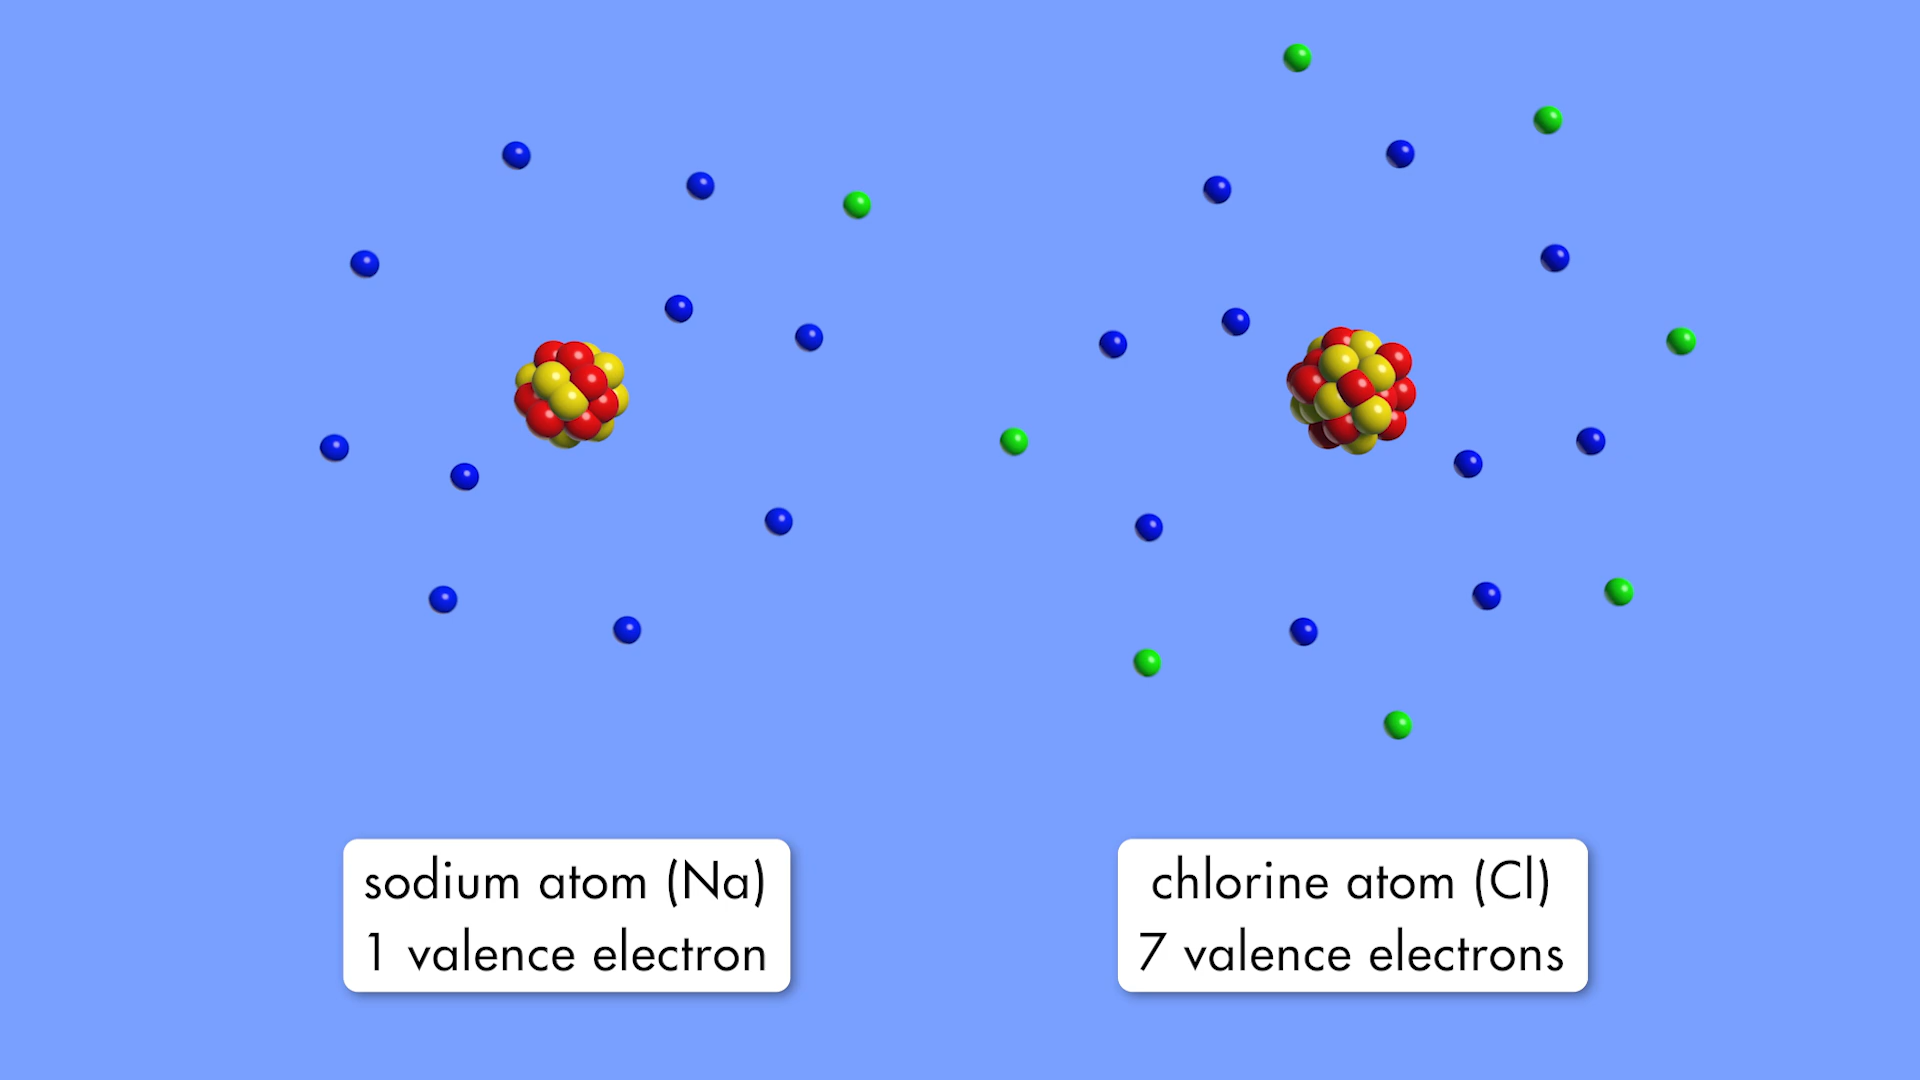 sodium atom (Na)
1 valence electron
chlorine atom (Cl)
7 valence electrons